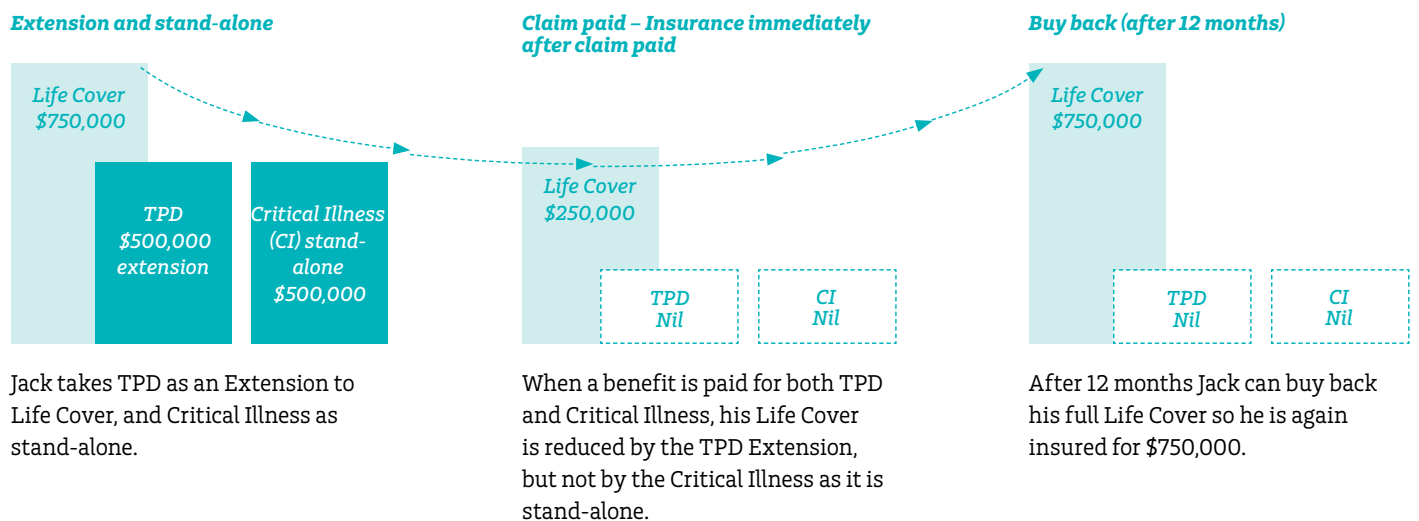 Extension and stand-alone
Life Cover
$750,000
TPD
$500,000
extension
Critical Illness
(CI) stand-
alone
$500,000
Jack takes TPD as an Extension to
Life Cover, and Critical Illness as
stand-alone.
Claim paid – Insurance immediately
after claim paid
Life Cover
$250,000
TPD
Nil
CI
Nil
When a benefit is paid for both TPD
and Critical Illness, his Life Cover
is reduced by the TPD Extension,
but not by the Critical Illness as it is
stand-alone.
Buy back (after 12 months)
Life Cover
$750,000
TPD
Nil
CI
Nil
After 12 months Jack can buy back
his full Life Cover so he is again
insured for $750,000.